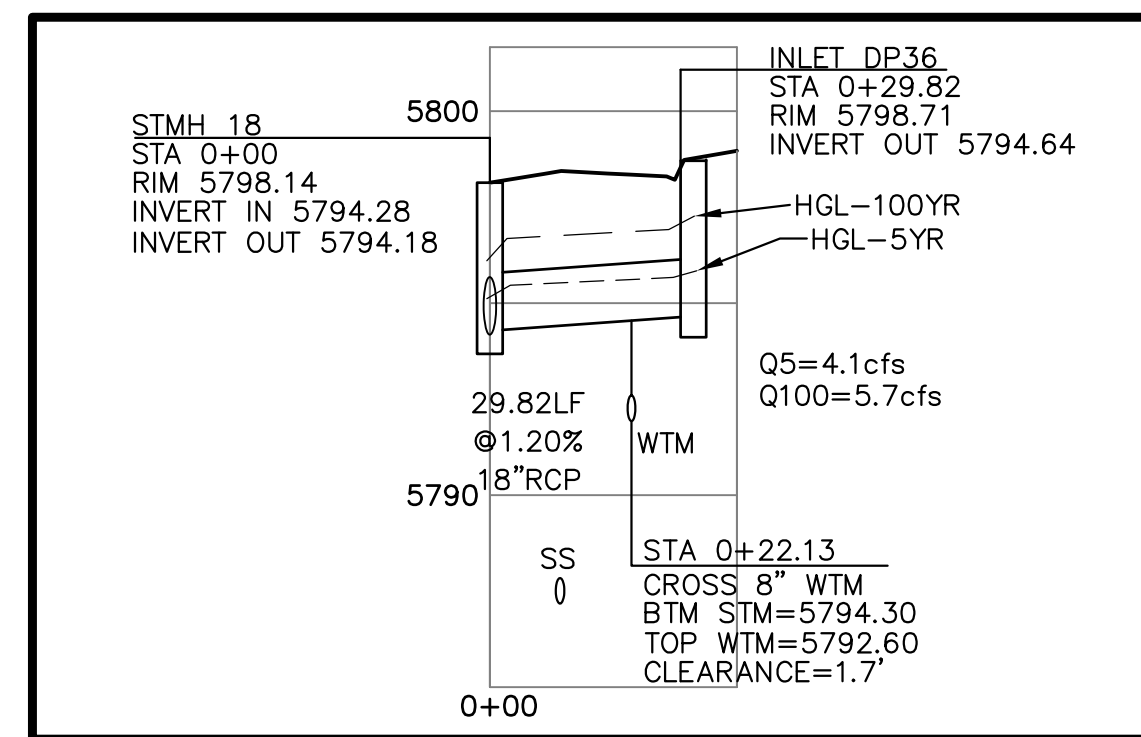 STMH 18
STA 0+00
RIM 5798.14
INVERT IN 5794.28
INVERT OUT 5794.18
5800
INLET DP36
STA 0+29.82
RIM 5798.71
INVERT OUT 5794.64
HGL-100YR
HGL-5YR
Q5=4.1cfs
Q100=5.7cfs
29.82LF
@1.20%
18"RCP
WTM
5790
SS
STA 0+22.13
CROSS 8" WTM
BTM STM=5794.30
TOP WTM=5792.60
CLEARANCE=1.7'
0+00